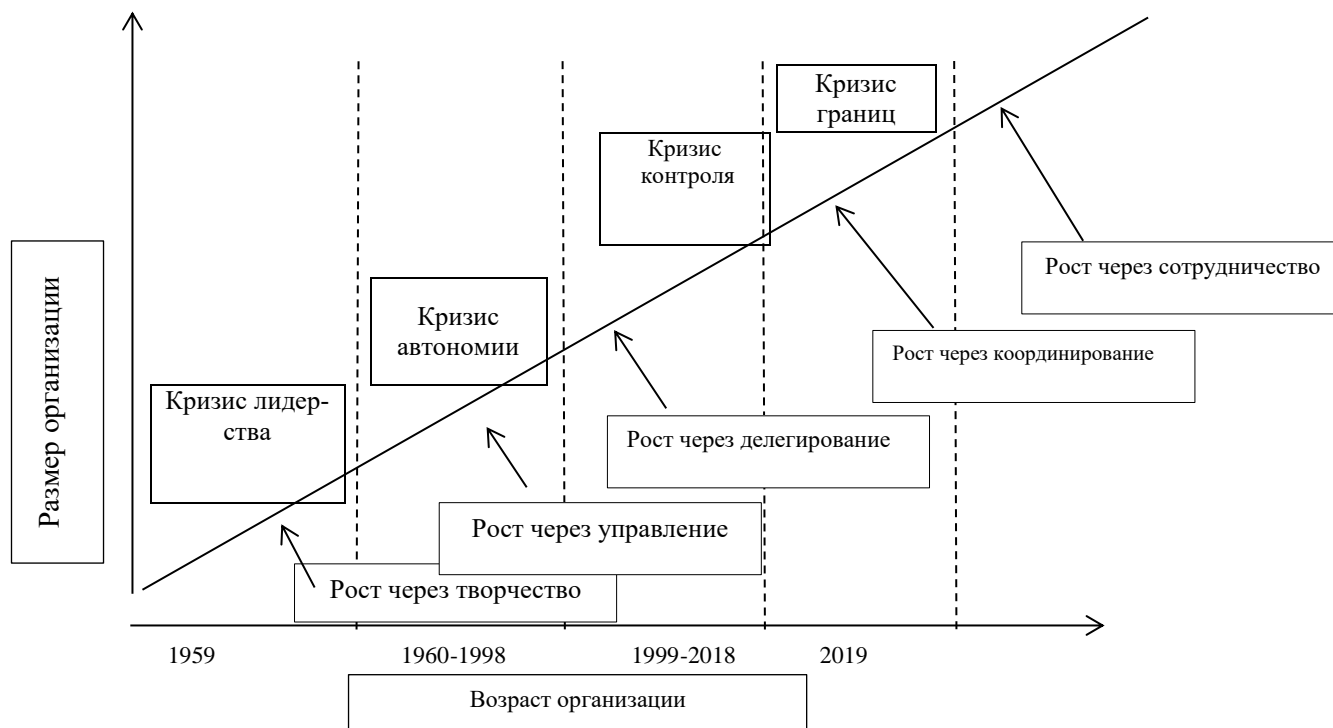 Кризис
границ
Кризис
контроля
Рост через сотрудничество
Размер организации
Кризис
автономии
Рост через координирование
Кризис лидер-
ства
Рост через делегирование
Рост через управление
Рост через творчество
1959
1960-1998
1999-2018
2019
Возраст организации